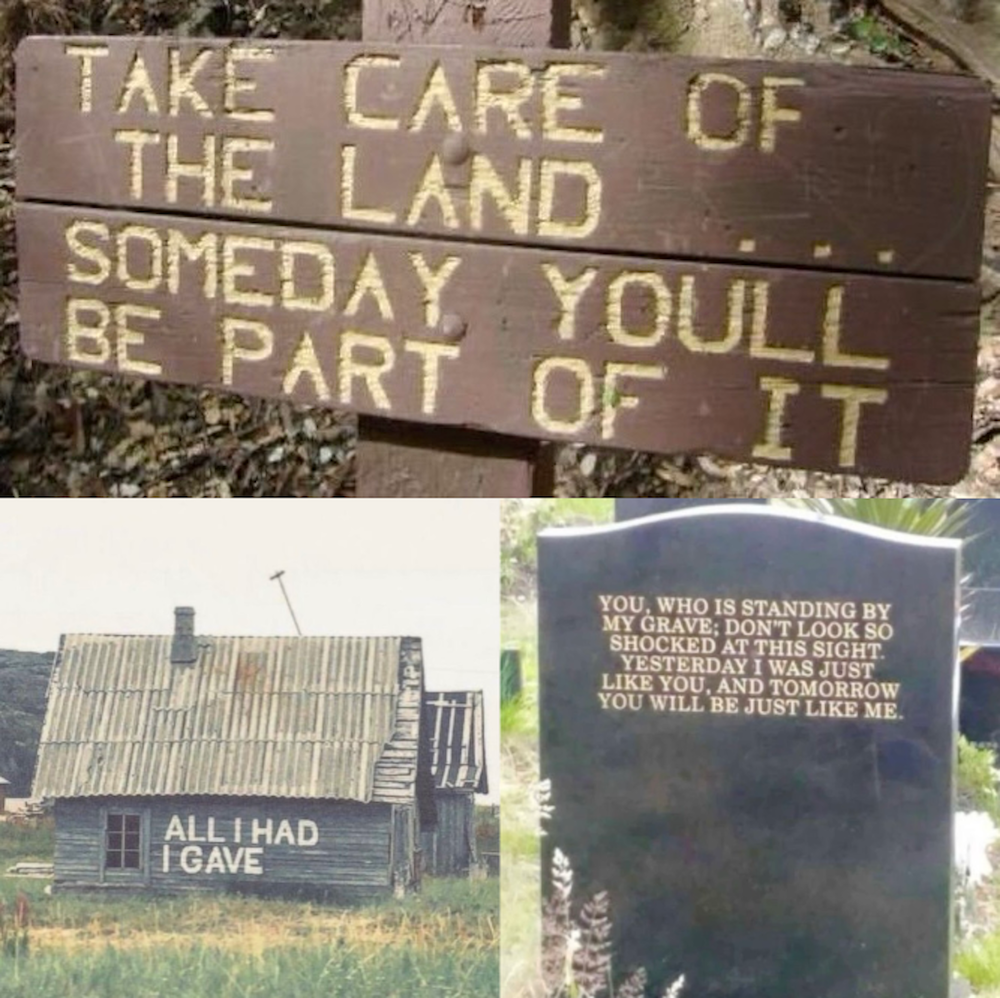 TAKE CARE OF
THE LAND . . .
SOMEDAY YOULL
BE PART OF IT
ALL I HAD
I GAVE
YOU, WHO IS STANDING BY
MY GRAVE; DON'T LOOK SO
SHOCKED AT THIS SIGHT.
YESTERDAY I WAS JUST
LIKE YOU, AND TOMORROW
YOU WILL BE JUST LIKE ME.